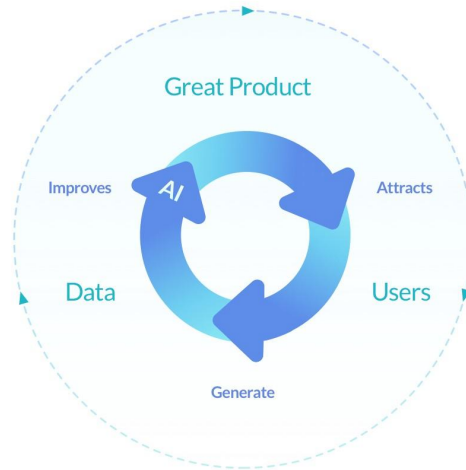 Great Product
Improves
AI
Attracts
Data
Users
Generate